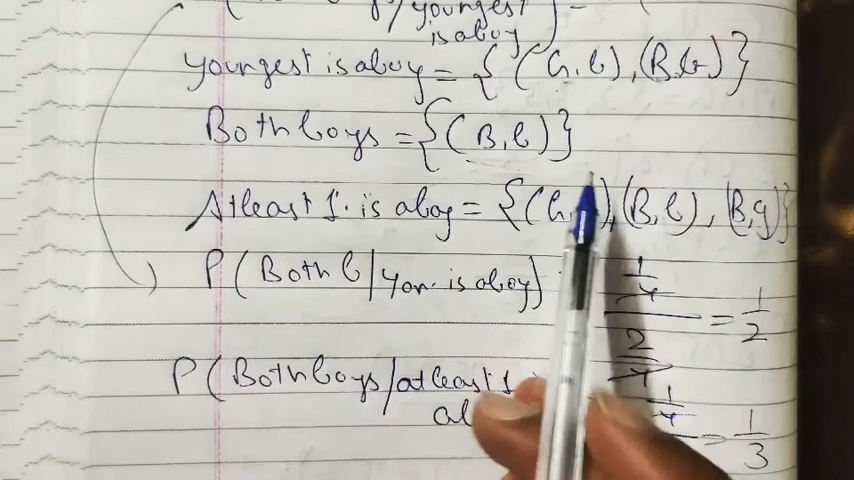 youngest
is a boy
youngest is a boy = { (G, b), (B, b) }
Both boys = { (B, b) }
Atleast 1 is a boy = { (G, ), (B, b), (B, g) }
P( Both b / yon. is a boy) 1/4 / 2/4 = 1/2
P( Both boys / atleast 1
a 1/4 = 1/3